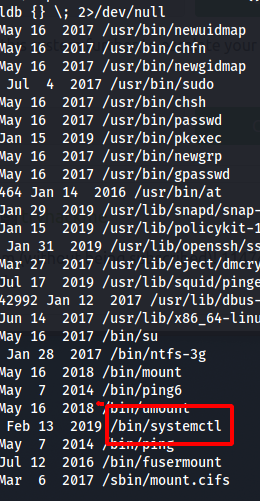 ldb {} \; 2>/dev/null
May 16 2017 /usr/bin/newuidmap
May 16 2017 /usr/bin/chfn
May 16 2017 /usr/bin/newgidmap
Jul 4 2017 /usr/bin/sudo
May 16 2017 /usr/bin/chsh
May 16 2017 /usr/bin/passwd
Jan 15 2019 /usr/bin/pkexec
May 16 2017 /usr/bin/newgrp
May 16 2017 /usr/bin/gpasswd
464 Jan 14 2016 /usr/bin/at
Jan 29 2019 /usr/lib/snapd/snap-
Jan 15 2019 /usr/lib/policykit-1
Jan 31 2019 /usr/lib/openssh/ss
Mar 27 2017 /usr/lib/eject/dmcry
Jul 17 2019 /usr/lib/squid/pinge
42992 Jan 12 2017 /usr/lib/dbus-
Jun 14 2017 /usr/lib/x86_64-linu
May 16 2017 /bin/su
Jan 28 2017 /bin/ntfs-3g
May 16 2018 /bin/mount
May 7 2014 /bin/ping6
May 16 2018 /bin/umount
Feb 13 2019 /bin/systemctl
May 7 2014 /bin/ping
Jul 12 2016 /bin/fusermount
Mar 6 2017 /sbin/mount.cifs